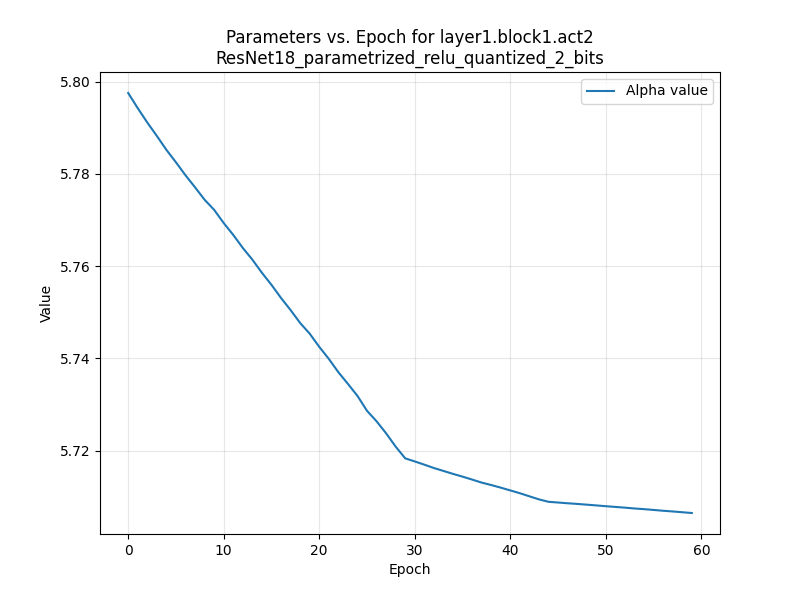 Parameters vs. Epoch for layer1.block1.act2
ResNet18_parametrized_relu_quantized_2_bits
Alpha value
5.80
5.78
5.76
5.74
5.72
Value
0
10
20
30
40
50
60
Epoch